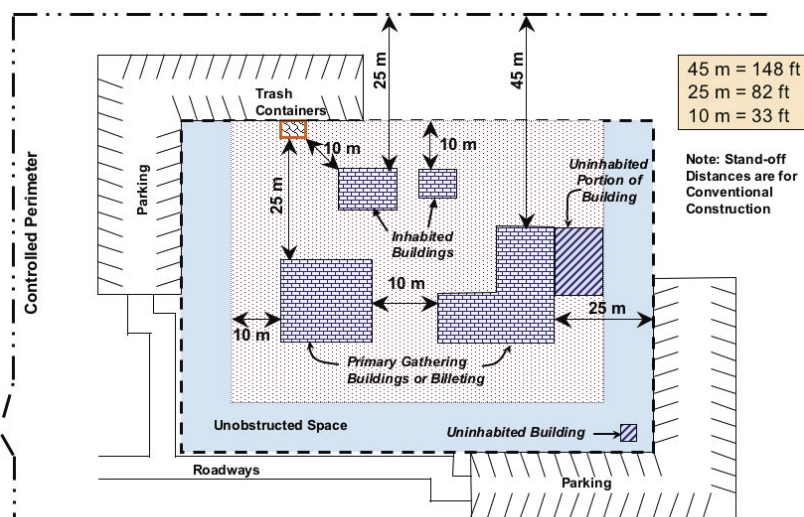 45 m = 148 ft
25 m = 82 ft
10 m = 33 ft
Note: Stand-off
Distances are for
Conventional
Construction
Controlled Perimeter
Parking
Trash
Containers
25 m
45 m
10 m
10 m
25 m
Uninhabited
Portion of
Building
Inhabited
Buildings
10 m
10 m
25 m
Primary Gathering
Buildings or Billeting
Unobstructed Space
Uninhabited Building
Roadways
Parking